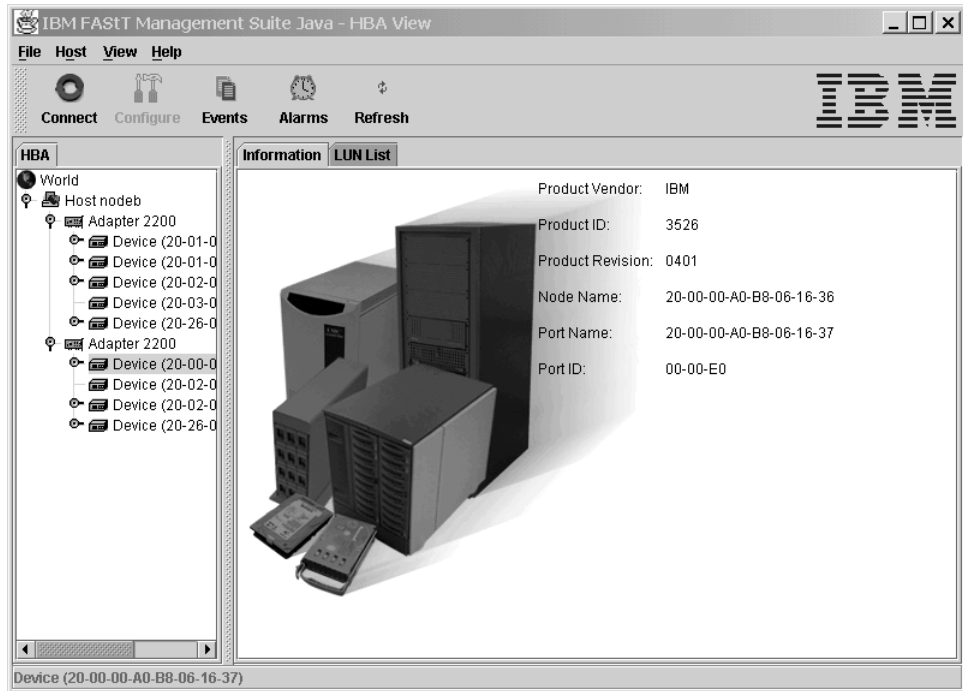 IBM FAStT Management Suite Java - HBA View
File Host View Help
Connect Configure Events Alarms Refresh
IBM
HBA
World
Host nodeb
Adapter 2200
Device (20-01-0
Device (20-01-0
Device (20-02-0
Device (20-03-0
Device (20-26-0
Adapter 2200
Device (20-00-0
Device (20-02-0
Device (20-02-0
Device (20-26-0
Information LUN List
Product Vendor: IBM
Product ID: 3526
Product Revision: 0401
Node Name: 20-00-00-A0-B8-06-16-36
Port Name: 20-00-00-A0-B8-06-16-37
Port ID: 00-00-E0
Device (20-00-00-A0-B8-06-16-37)